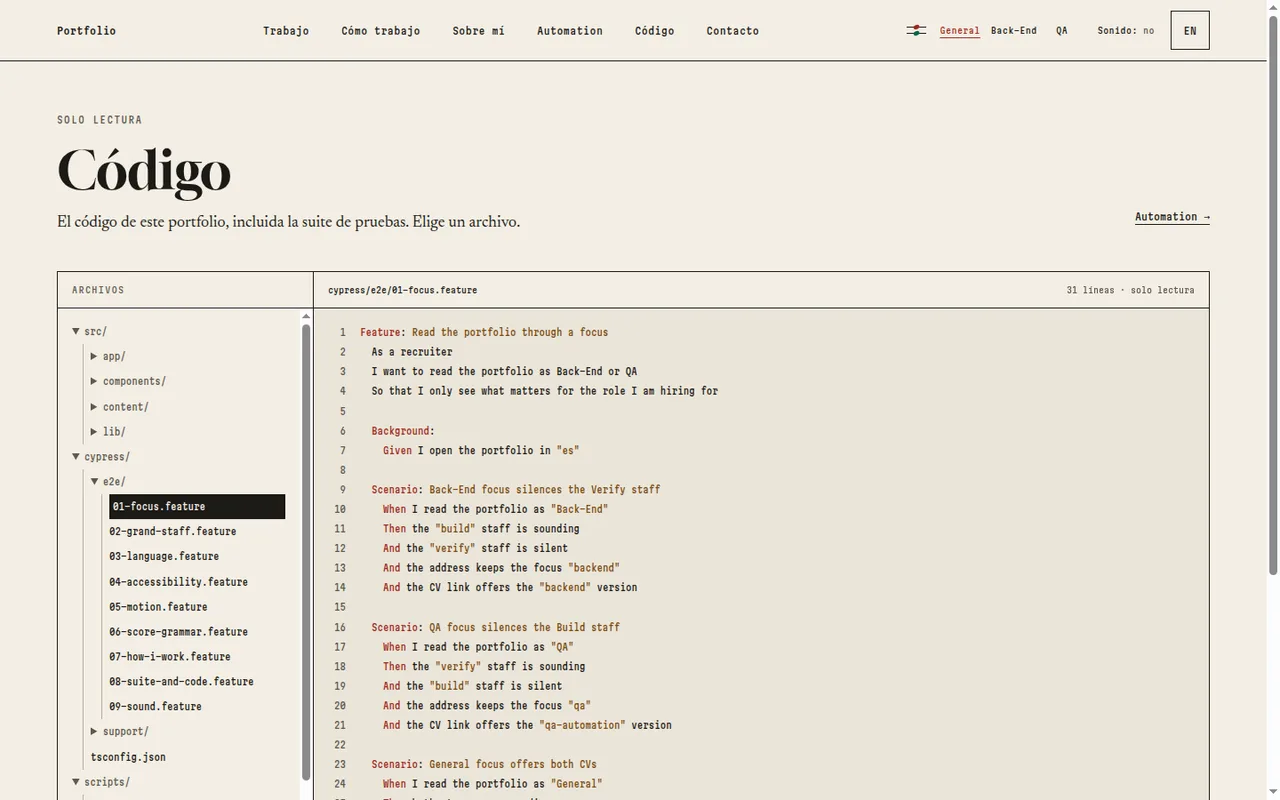 Portfolio Trabajo Cómo trabajo Sobre mí Automation Código Contacto General Back-End QA Sonido: no EN
SOLO LECTURA
Código
El código de este portfolio, incluida la suite de pruebas. Elige un archivo.
Automation →
ARCHIVOS
▼ src/
▶ app/
▶ components/
▶ content/
▶ lib/
▼ cypress/
▼ e2e/
01-focus.feature
02-grand-staff.feature
03-language.feature
04-accessibility.feature
05-motion.feature
06-score-grammar.feature
07-how-i-work.feature
08-suite-and-code.feature
09-sound.feature
▶ support/
tsconfig.json
▼ scripts/
cypress/e2e/01-focus.feature 31 líneas · solo lectura
1 Feature: Read the portfolio through a focus
2 As a recruiter
3 I want to read the portfolio as Back-End or QA
4 So that I only see what matters for the role I am hiring for
5
6 Background:
7 Given I open the portfolio in "es"
8
9 Scenario: Back-End focus silences the Verify staff
10 When I read the portfolio as "Back-End"
11 Then the "build" staff is sounding
12 And the "verify" staff is silent
13 And the address keeps the focus "backend"
14 And the CV link offers the "backend" version
15
16 Scenario: QA focus silences the Build staff
17 When I read the portfolio as "QA"
18 Then the "verify" staff is sounding
19 And the "build" staff is silent
20 And the address keeps the focus "qa"
21 And the CV link offers the "qa-automation" version
22
23 Scenario: General focus offers both CVs
24 When I read the portfolio as "General"